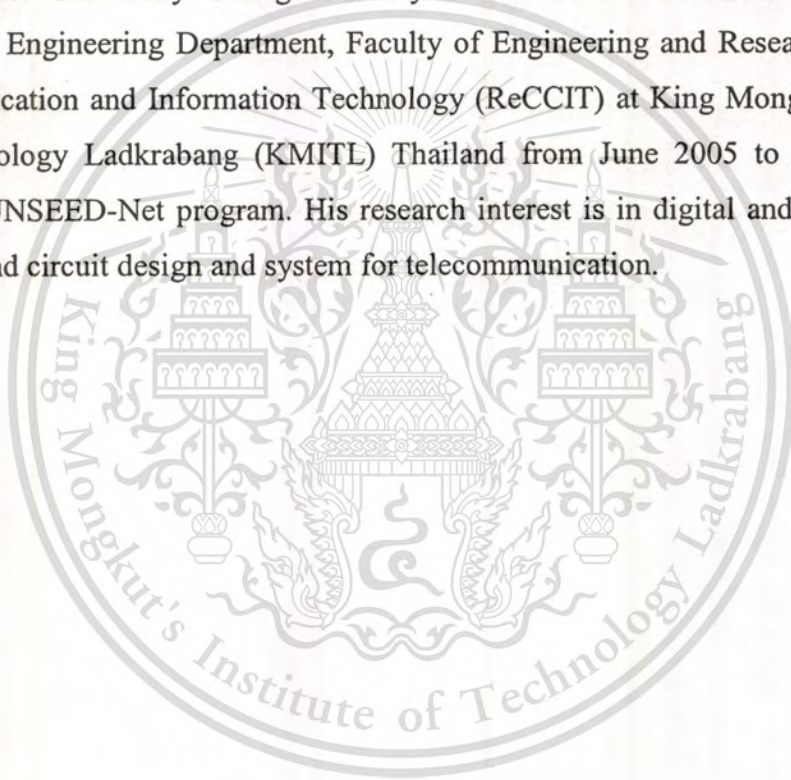 Engineering Department, Faculty of Engineering and Resea
cation and Information Technology (ReCCIT) at King Mong
ology Ladkrabang (KMITL) Thailand from June 2005 to
UNSEED-Net program. His research interest is in digital and
nd circuit design and system for telecommunication.
King Mongkut's Institute of Technology Ladkrabang